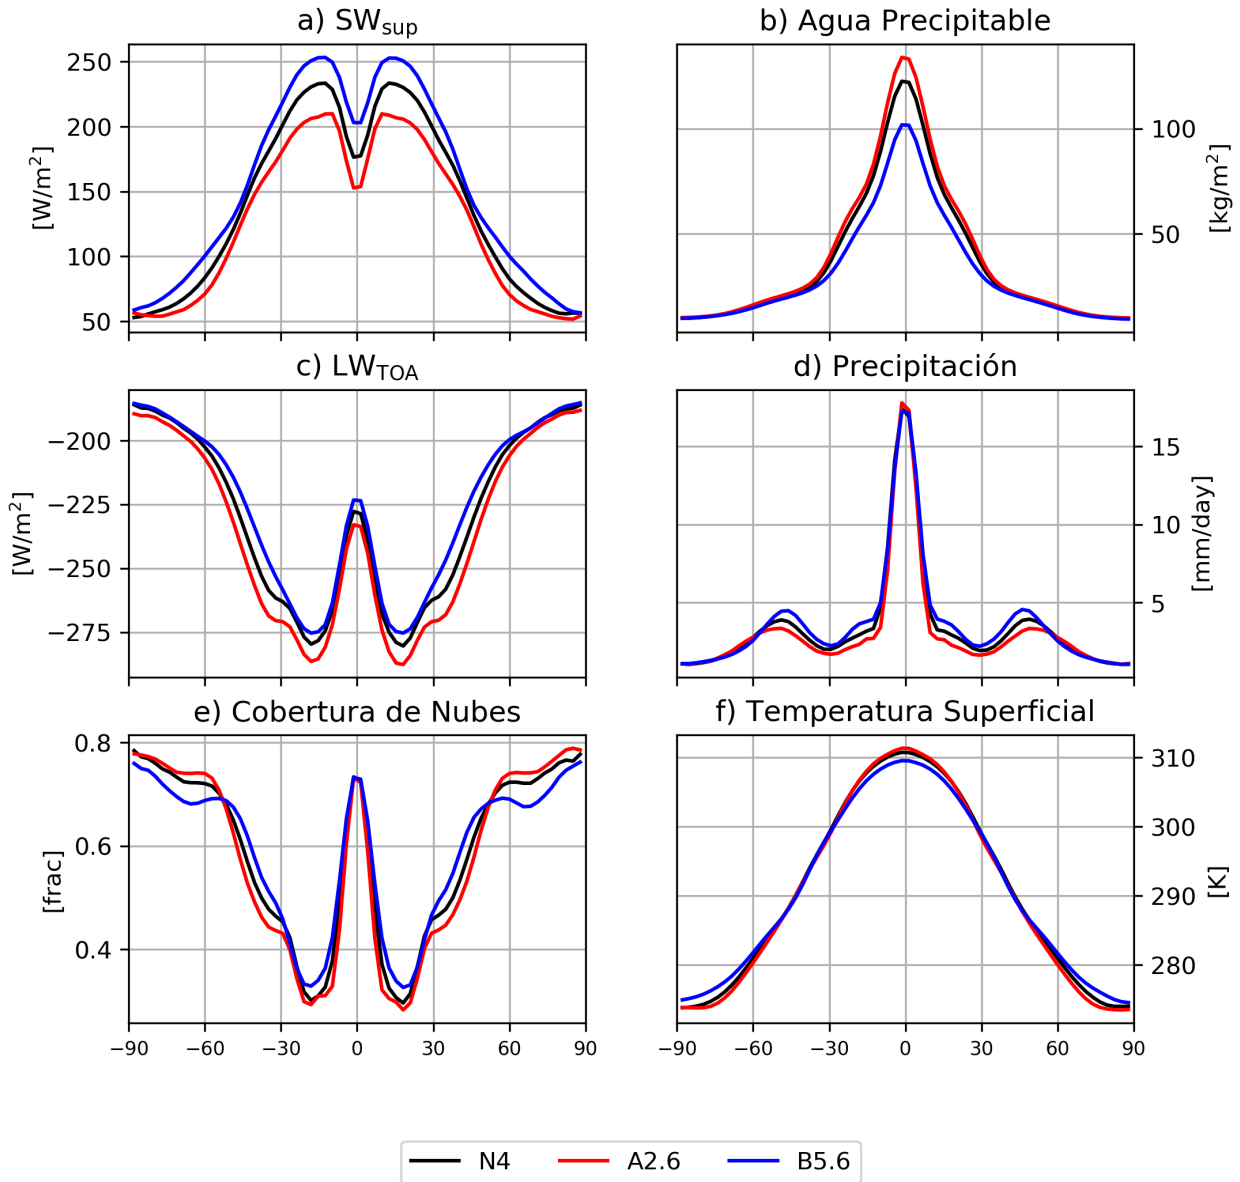 a) SW_sup
b) Agua Precipitable
250
200
150
100
50
[W/m²]
100
50
[kg/m²]
c) LW_TOA
d) Precipitación
−200
−225
−250
−275
[W/m²]
15
10
5
[mm/day]
e) Cobertura de Nubes
f) Temperatura Superficial
0.8
0.6
0.4
[frac]
310
300
290
280
[K]
−90 −60 −30 0 30 60 90
−90 −60 −30 0 30 60 90
N4 A2.6 B5.6